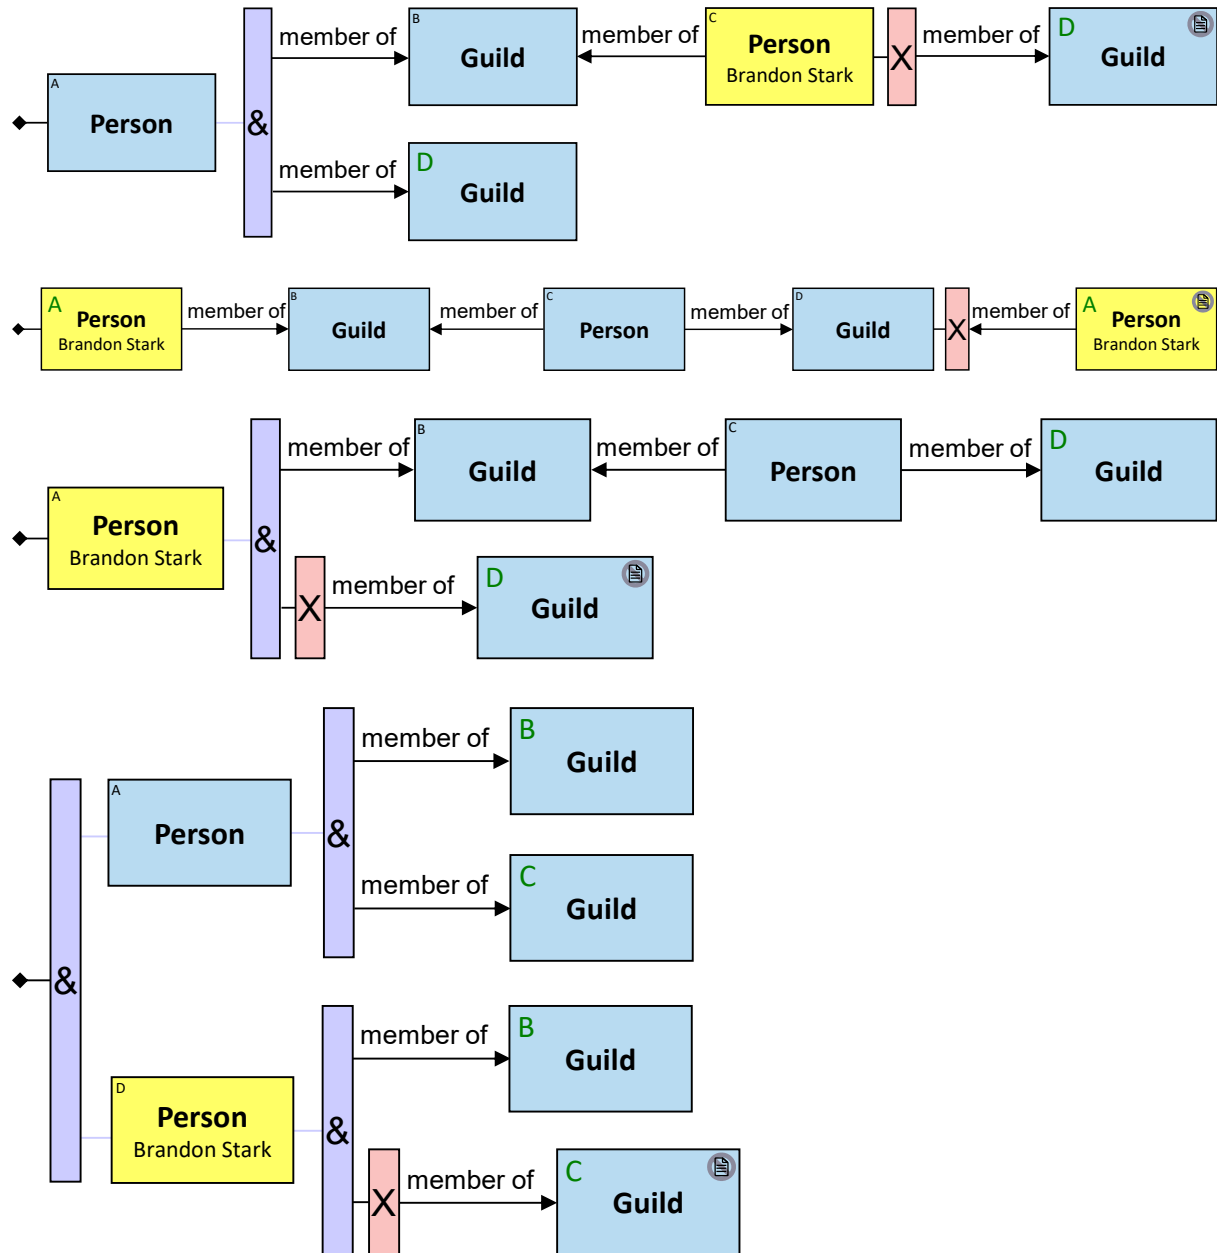 A
Person
&
member of
B
Guild
member of
C
Person
Brandon Stark
X
member of
D
Guild
member of
D
Guild
A
Person
Brandon Stark
member of
B
Guild
member of
C
Person
member of
D
Guild
X
member of
A
Person
Brandon Stark
A
Person
Brandon Stark
&
member of
B
Guild
member of
C
Person
member of
D
Guild
X
member of
D
Guild
&
A
Person
&
member of
B
Guild
member of
C
Guild
D
Person
Brandon Stark
&
member of
B
Guild
X
member of
C
Guild